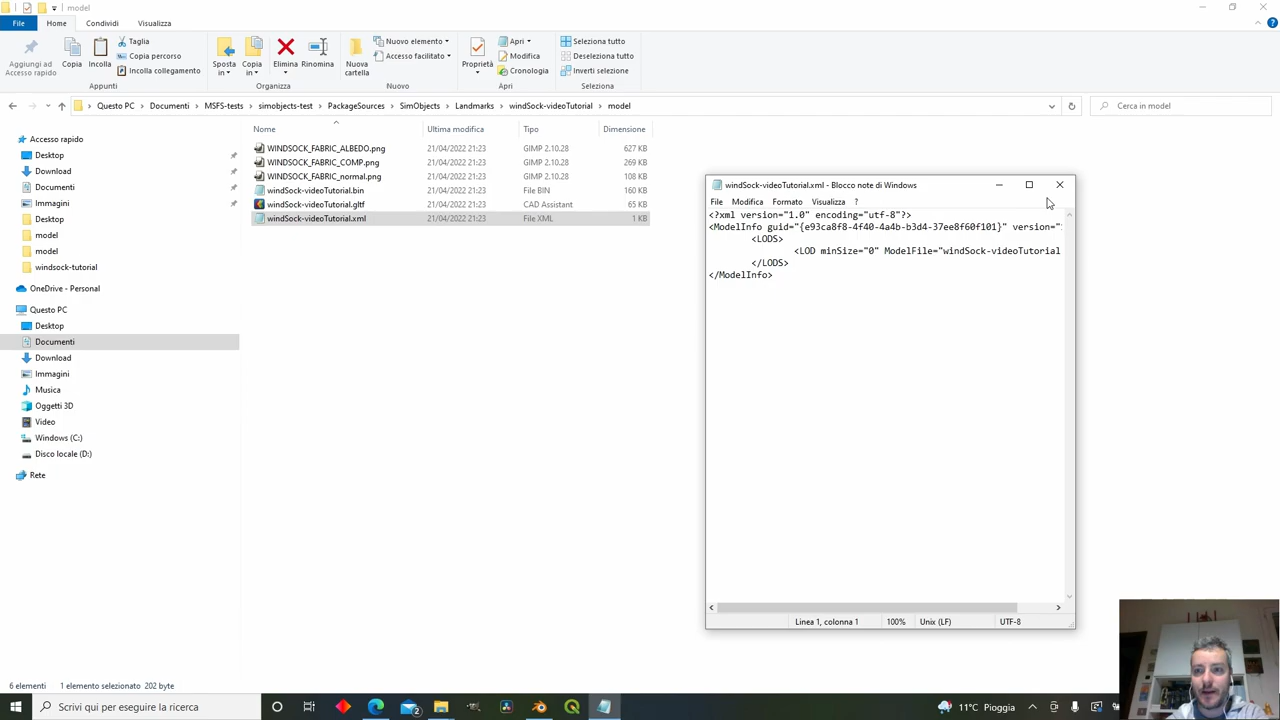 model
File Home Condividi Visualizza
Aggiungi ad Accesso rapido
Copia
Incolla
Taglia
Copia percorso
Incolla collegamento
Appunti
Sposta in
Copia in
Elimina
Rinomina
Organizza
Nuova cartella
Nuovo elemento
Accesso facilitato
Nuovo
Proprietà
Apri
Modifica
Cronologia
Apri
Seleziona tutto
Deseleziona tutto
Inverti selezione
Seleziona
Questo PC > Documenti > MSFS-tests > simobjects-test > PackageSources > SimObjects > Landmarks > windSock-videoTutorial > model
Cerca in model
Accesso rapido
Desktop
Download
Documenti
Immagini
Desktop
model
model
windsock-tutorial
OneDrive - Personal
Questo PC
Desktop
Documenti
Download
Immagini
Musica
Oggetti 3D
Video
Windows (C:)
Disco locale (D:)
Rete
Nome Ultima modifica Tipo Dimensione
WINDSOCK_FABRIC_ALBEDO.png 21/04/2022 21:23 GIMP 2.10.28 627 KB
WINDSOCK_FABRIC_COMP.png 21/04/2022 21:23 GIMP 2.10.28 269 KB
WINDSOCK_FABRIC_normal.png 21/04/2022 21:23 GIMP 2.10.28 108 KB
windSock-videoTutorial.bin 21/04/2022 21:23 File BIN 160 KB
windSock-videoTutorial.gltf 21/04/2022 21:23 CAD Assistant 65 KB
windSock-videoTutorial.xml 21/04/2022 21:23 File XML 1 KB
windSock-videoTutorial.xml - Blocco note di Windows
File Modifica Formato Visualizza ?
<?xml version="1.0" encoding="utf-8"?>
<ModelInfo guid="{e93ca8f8-4f40-4a4b-b3d4-37ee8f60f101}" version="
<LODS>
<LOD minSize="0" ModelFile="windSock-videoTutorial
</LODS>
</ModelInfo>
Linea 1, colonna 1 100% Unix (LF) UTF-8
6 elementi 1 elemento selezionato 202 byte
Scrivi qui per eseguire la ricerca
2
11°C Pioggia